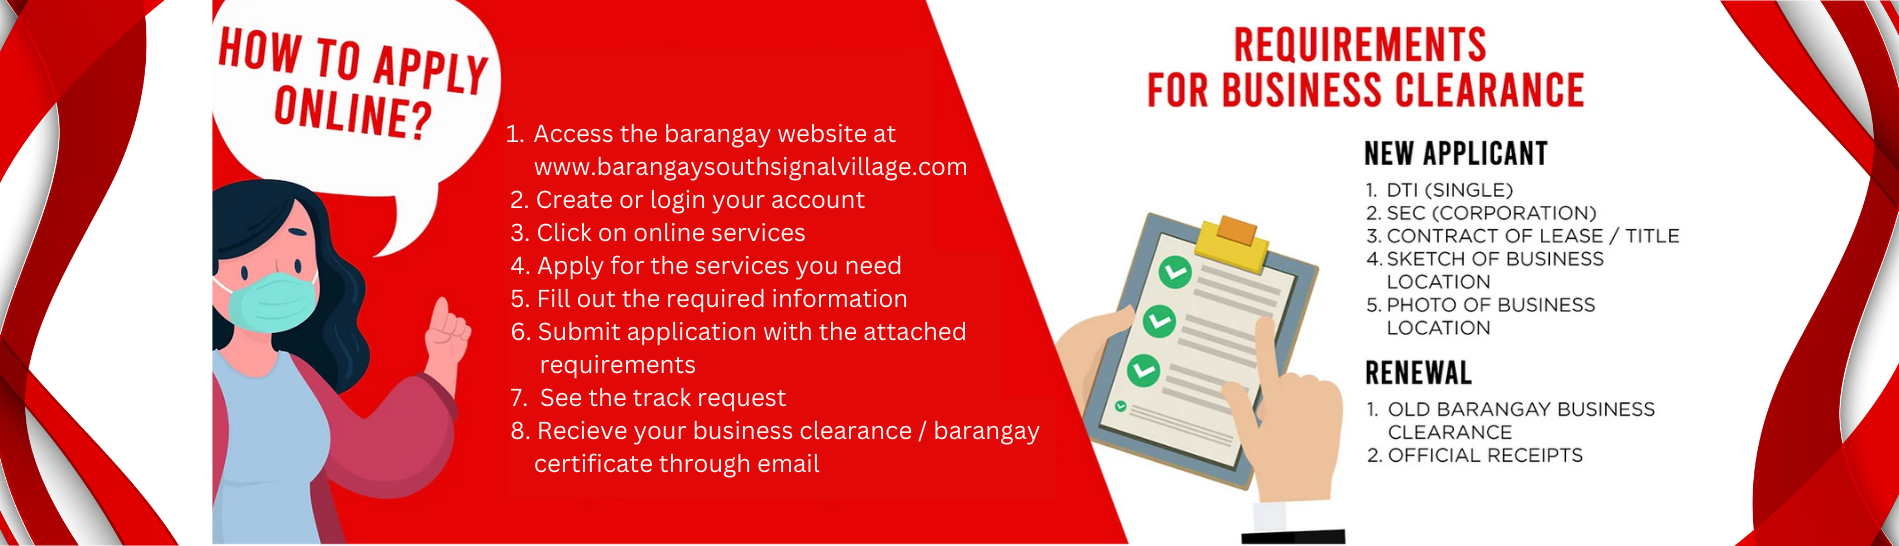 HOW TO APPLY
ONLINE?
1. Access the barangay website at
www.barangaysouthsignalvillage.com
2. Create or login your account
3. Click on online services
4. Apply for the services you need
5. Fill out the required information
6. Submit application with the attached
requirements
7. See the track request
8. Recieve your business clearance / barangay
certificate through email
REQUIREMENTS
FOR BUSINESS CLEARANCE
NEW APPLICANT
1. DTI (SINGLE)
2. SEC (CORPORATION)
3. CONTRACT OF LEASE / TITLE
4. SKETCH OF BUSINESS
LOCATION
5. PHOTO OF BUSINESS
LOCATION
RENEWAL
1. OLD BARANGAY BUSINESS
CLEARANCE
2. OFFICIAL RECEIPTS